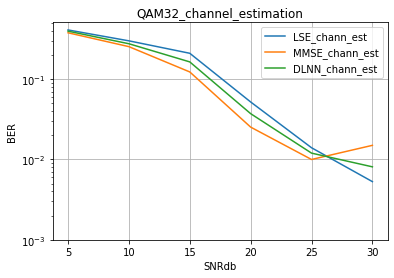 QAM32_channel_estimation
LSE_chann_est
MMSE_chann_est
DLNN_chann_est
BER
10⁻¹
10⁻²
10⁻³
5 10 15 20 25 30
SNRdb